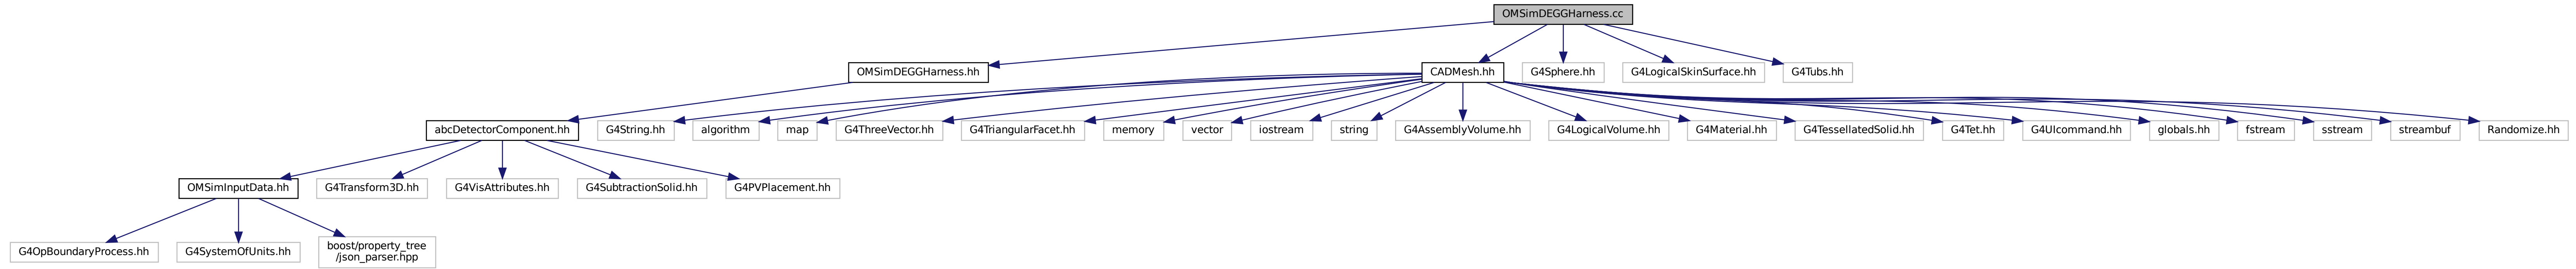 OMSimDEGGHarness.cc
OMSimDEGGHarness.hh
CADMesh.hh
G4Sphere.hh
G4LogicalSkinSurface.hh
G4Tubs.hh
abcDetectorComponent.hh
G4String.hh
algorithm
map
G4ThreeVector.hh
G4TriangularFacet.hh
memory
vector
iostream
string
G4AssemblyVolume.hh
G4LogicalVolume.hh
G4Material.hh
G4TessellatedSolid.hh
G4Tet.hh
G4UIcommand.hh
globals.hh
fstream
sstream
streambuf
Randomize.hh
OMSimInputData.hh
G4Transform3D.hh
G4VisAttributes.hh
G4SubtractionSolid.hh
G4PVPlacement.hh
G4OpBoundaryProcess.hh
G4SystemOfUnits.hh
boost/property_tree
/json_parser.hpp